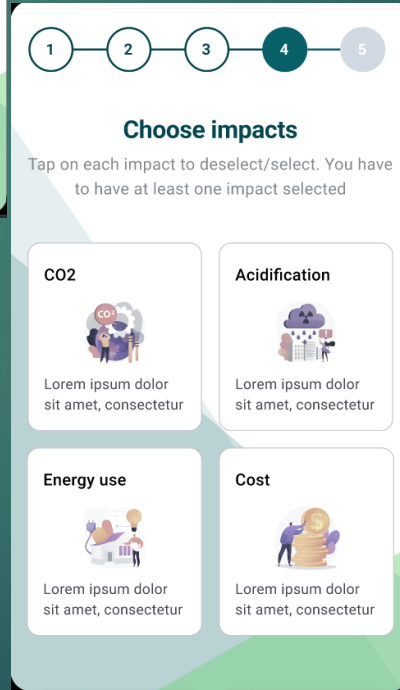 1 2 3 4 5
Choose impacts
Tap on each impact to deselect/select. You have
to have at least one impact selected
CO2
CO²
Lorem ipsum dolor
sit amet, consectetur
Acidification
Lorem ipsum dolor
sit amet, consectetur
Energy use
Lorem ipsum dolor
sit amet, consectetur
Cost
$
Lorem ipsum dolor
sit amet, consectetur